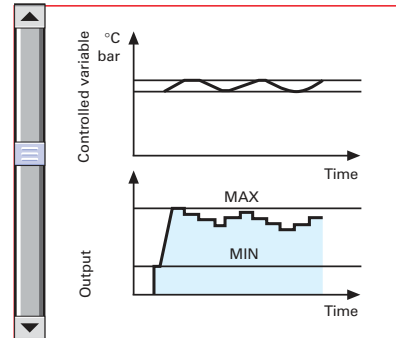 °C
bar
Controlled variable
Time
MAX
MIN
Output
Time